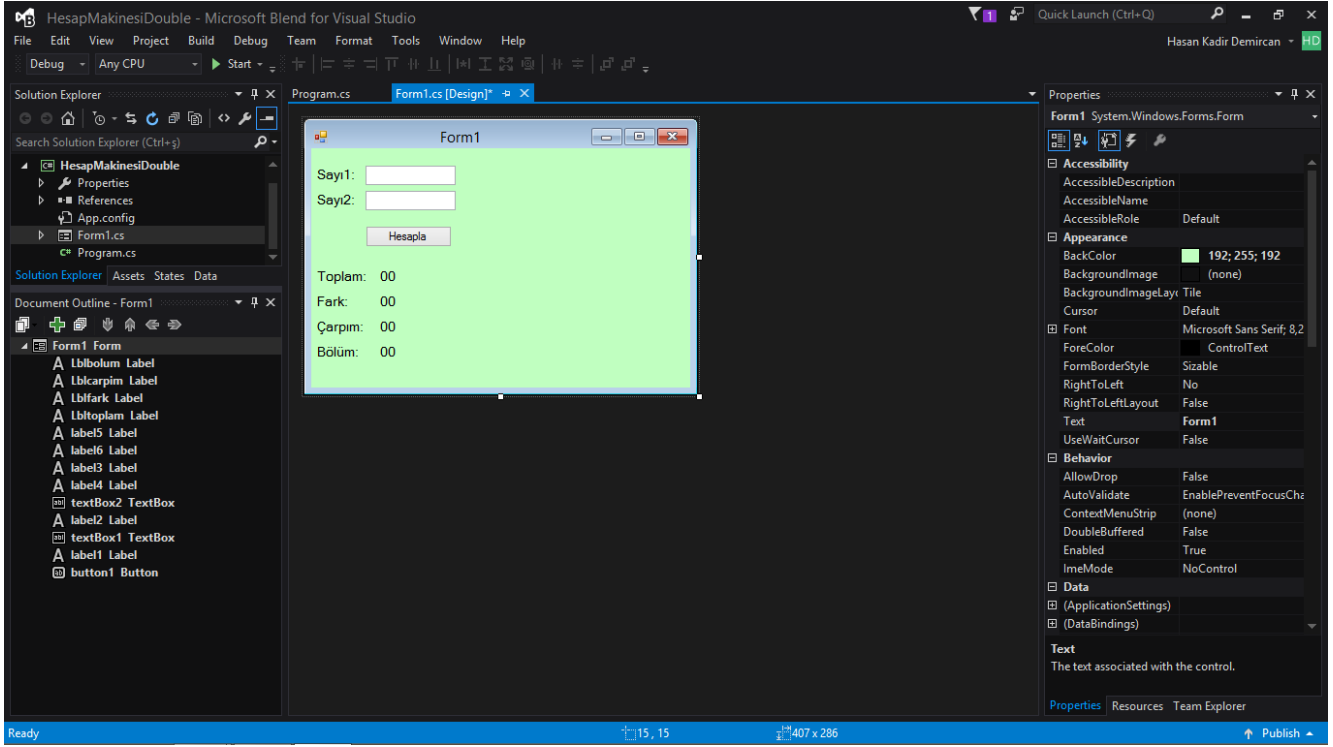 HesapMakinesiDouble - Microsoft Blend for Visual Studio
1
Quick Launch (Ctrl+Q)
File Edit View Project Build Debug Team Format Tools Window Help
Hasan Kadir Demircan
HD
Debug
Any CPU
Start
Solution Explorer
Search Solution Explorer (Ctrl+ş)
HesapMakinesiDouble
Properties
References
App.config
Form1.cs
Program.cs
Solution Explorer Assets States Data
Document Outline - Form1
Form1 Form
Lblbolum Label
Lblcarpim Label
Lblfark Label
Lbltoplam Label
label5 Label
label6 Label
label3 Label
label4 Label
textBox2 TextBox
label2 Label
textBox1 TextBox
label1 Label
button1 Button
Program.cs
Form1.cs [Design]*
Form1
Sayı1:
Sayı2:
Hesapla
Toplam: 00
Fark: 00
Çarpım: 00
Bölüm: 00
Properties
Form1 System.Windows.Forms.Form
Accessibility
AccessibleDescription
AccessibleName
AccessibleRole Default
Appearance
BackColor 192; 255; 192
BackgroundImage (none)
BackgroundImageLay Tile
Cursor Default
Font Microsoft Sans Serif; 8,2
ForeColor ControlText
FormBorderStyle Sizable
RightToLeft No
RightToLeftLayout False
Text Form1
UseWaitCursor False
Behavior
AllowDrop False
AutoValidate EnablePreventFocusCha
ContextMenuStrip (none)
DoubleBuffered False
Enabled True
ImeMode NoControl
Data
(ApplicationSettings)
(DataBindings)
Text
The text associated with the control.
Properties Resources Team Explorer
Ready
15 , 15
407 x 286
Publish